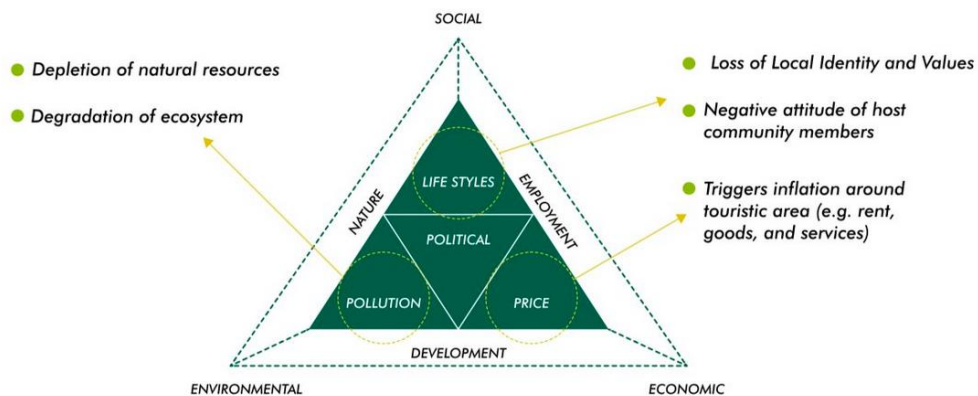 SOCIAL
Depletion of natural resources
Degradation of ecosystem
Loss of Local Identity and Values
Negative attitude of host
community members
Triggers inflation around
touristic area (e.g. rent,
goods, and services)
LIFE STYLES
NATURE
EMPLOYMENT
POLITICAL
POLLUTION
PRICE
DEVELOPMENT
ENVIRONMENTAL
ECONOMIC